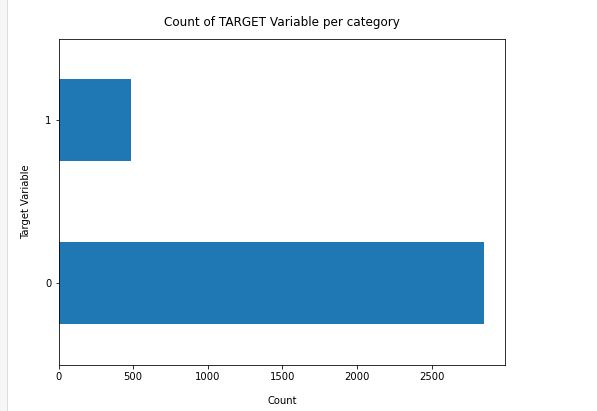 Count of TARGET Variable per category
1
0
Target Variable
0
500
1000
1500
2000
2500
Count